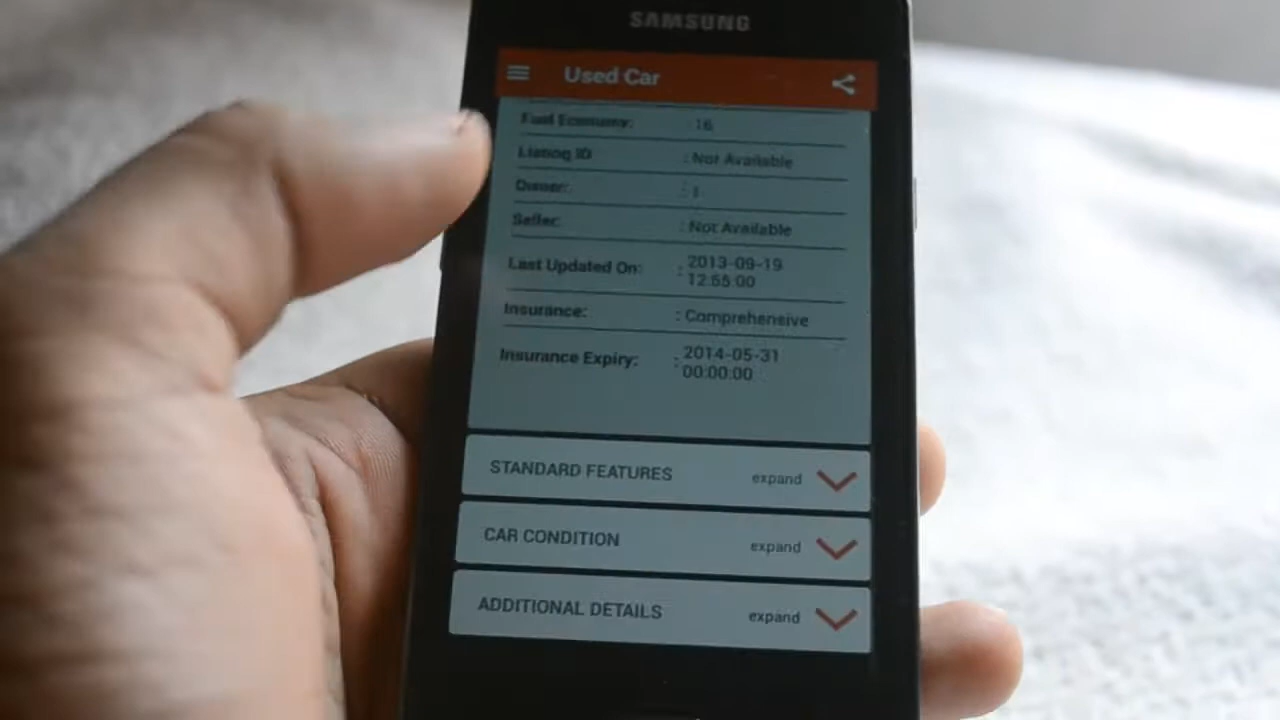 SAMSUNG
Used Car
Fuel Economy: : 16
Listing ID : Not Available
Owner: : 1
Seller: : Not Available
Last Updated On: : 2013-09-19
12:55:00
Insurance: : Comprehensive
Insurance Expiry: : 2014-05-31
00:00:00
STANDARD FEATURES expand
CAR CONDITION expand
ADDITIONAL DETAILS expand